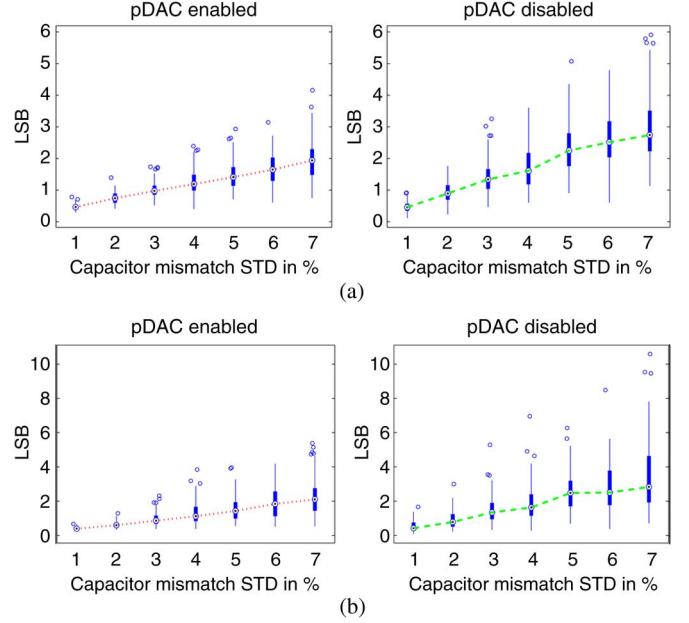 pDAC enabled
pDAC disabled
LSB
6
5
4
3
2
1
0
1 2 3 4 5 6 7
Capacitor mismatch STD in %
LSB
6
5
4
3
2
1
0
1 2 3 4 5 6 7
Capacitor mismatch STD in %
(a)
pDAC enabled
pDAC disabled
LSB
10
8
6
4
2
0
1 2 3 4 5 6 7
Capacitor mismatch STD in %
LSB
10
8
6
4
2
0
1 2 3 4 5 6 7
Capacitor mismatch STD in %
(b)